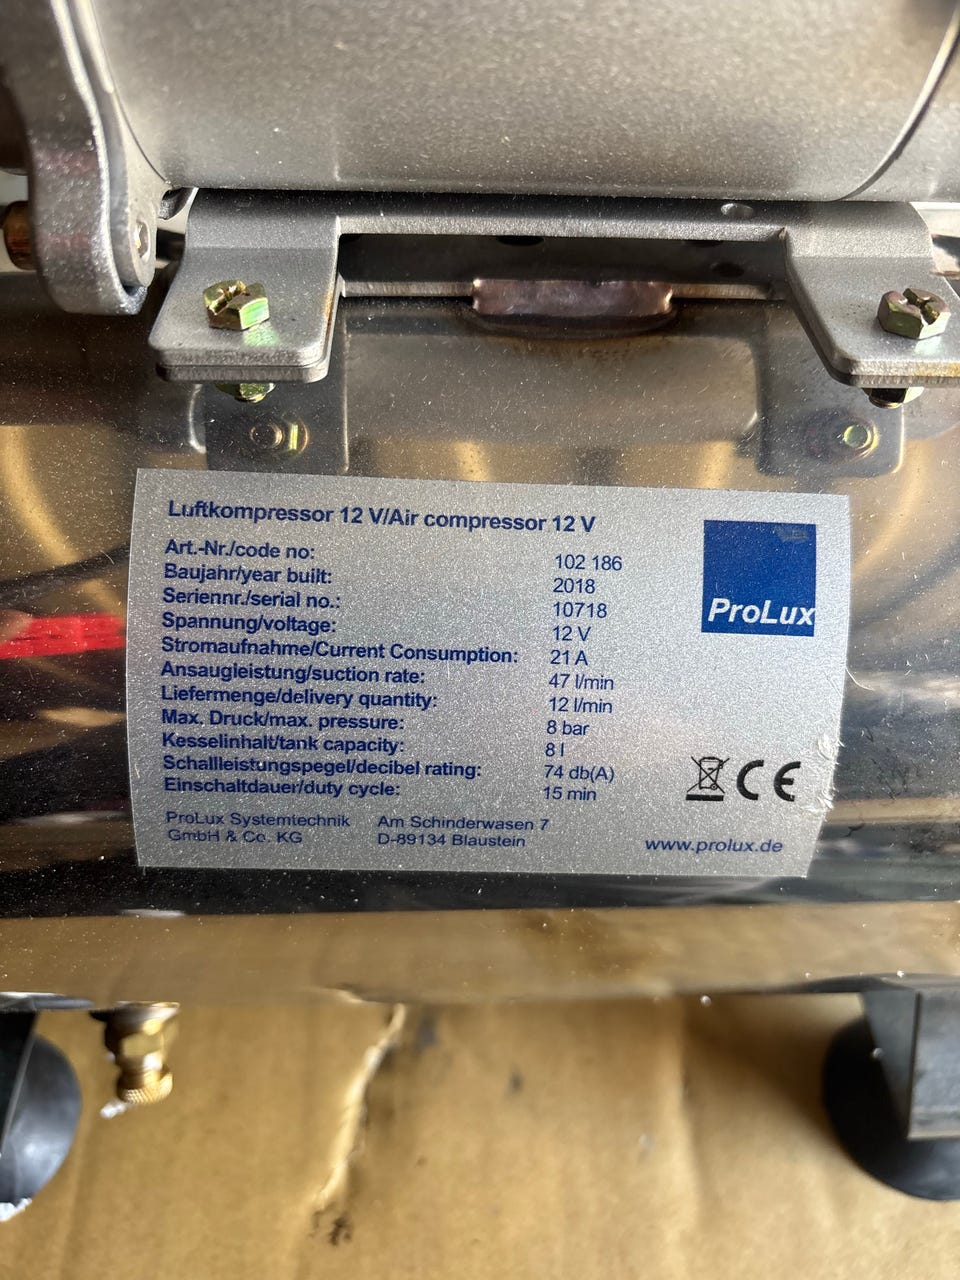 Luftkompressor 12 V/Air compressor 12 V
Art.-Nr./code no: 102 186
Baujahr/year built: 2018
Seriennr./serial no.: 10718
Spannung/voltage: 12 V
Stromaufnahme/Current Consumption: 21 A
Ansaugleistung/suction rate: 47 l/min
Liefermenge/delivery quantity: 12 l/min
Max. Druck/max. pressure: 8 bar
Kesselinhalt/tank capacity: 8 l
Schallleistungspegel/decibel rating: 74 db(A)
Einschaltdauer/duty cycle: 15 min
ProLux
CE
ProLux Systemtechnik Am Schinderwasen 7
GmbH & Co. KG D-89134 Blaustein
www.prolux.de